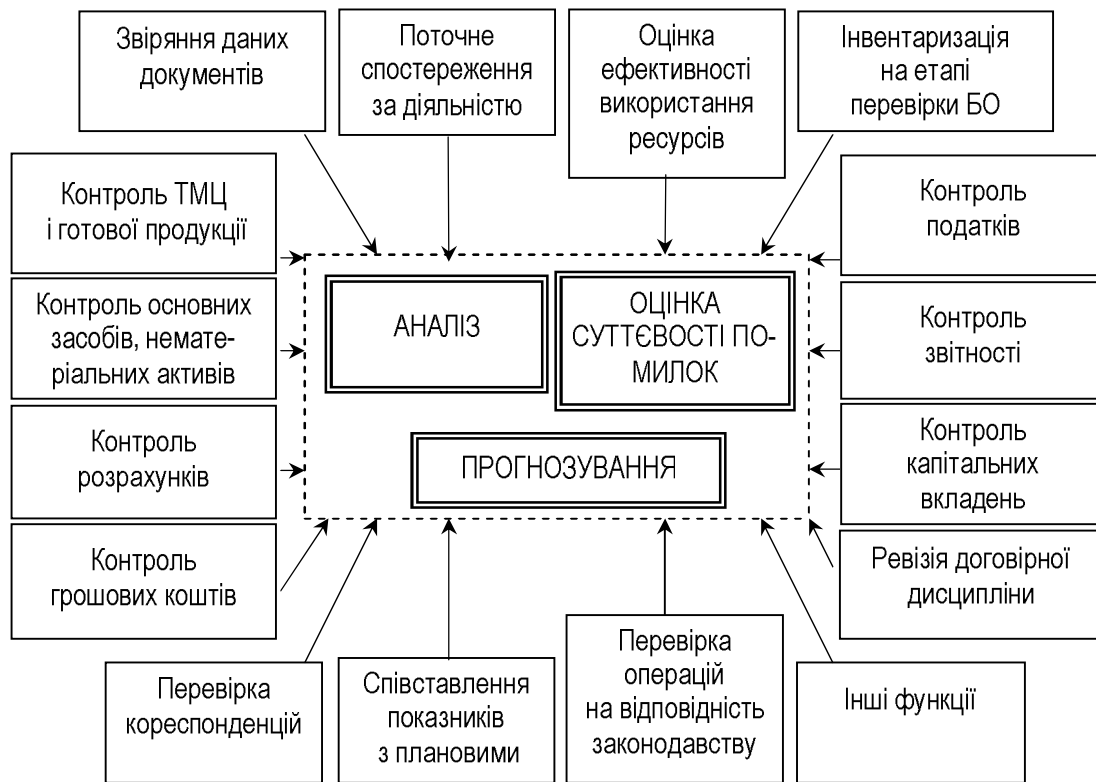 Звіряння даних
документів
Поточне
спостереження
за діяльністю
Оцінка
ефективності
використання
ресурсів
Інвентаризація
на етапі
перевірки БО
Контроль ТМЦ
і готової продукції
Контроль основних
засобів, немате-
ріальних активів
Контроль
розрахунків
Контроль
грошових коштів
АНАЛІЗ
ОЦІНКА
СУТТЄВОСТІ ПО-
МИЛОК
ПРОГНОЗУВАННЯ
Контроль
податків
Контроль
звітності
Контроль
капітальних
вкладень
Ревізія договірної
дисципліни
Перевірка
кореспонденцій
Співставлення
показників
з плановими
Перевірка
операцій
на відповідність
законодавству
Інші функції